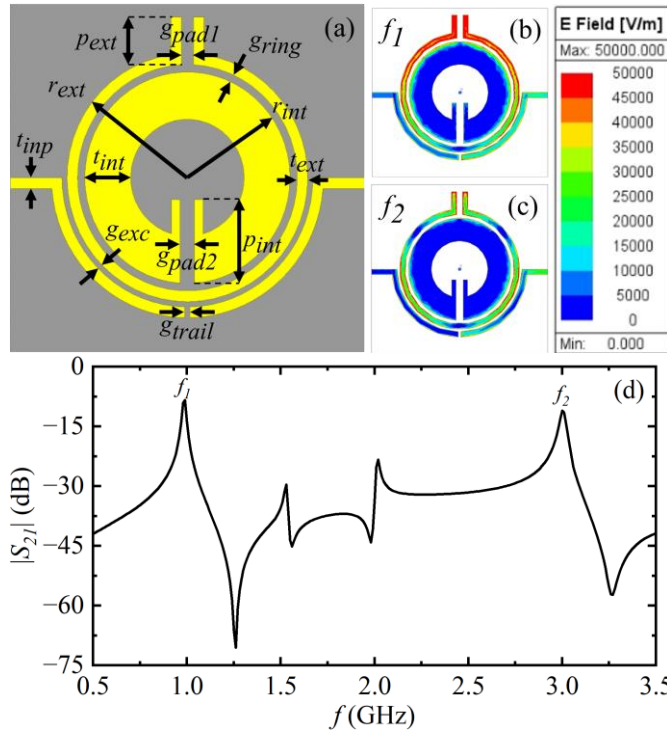 (a)
p_ext
g_pad1
g_ring
r_ext
r_int
t_inp
t_int
t_ext
g_exc
g_pad2
p_int
g_trail
f_1
(b)
f_2
(c)
E Field [V/m]
Max: 50000.000
50000
45000
40000
35000
30000
25000
20000
15000
10000
5000
0
Min: 0.000
(d)
f_1
f_2
|S_21| (dB)
0
−15
−30
−45
−60
−75
0.5 1.0 1.5 2.0 2.5 3.0 3.5
f (GHz)